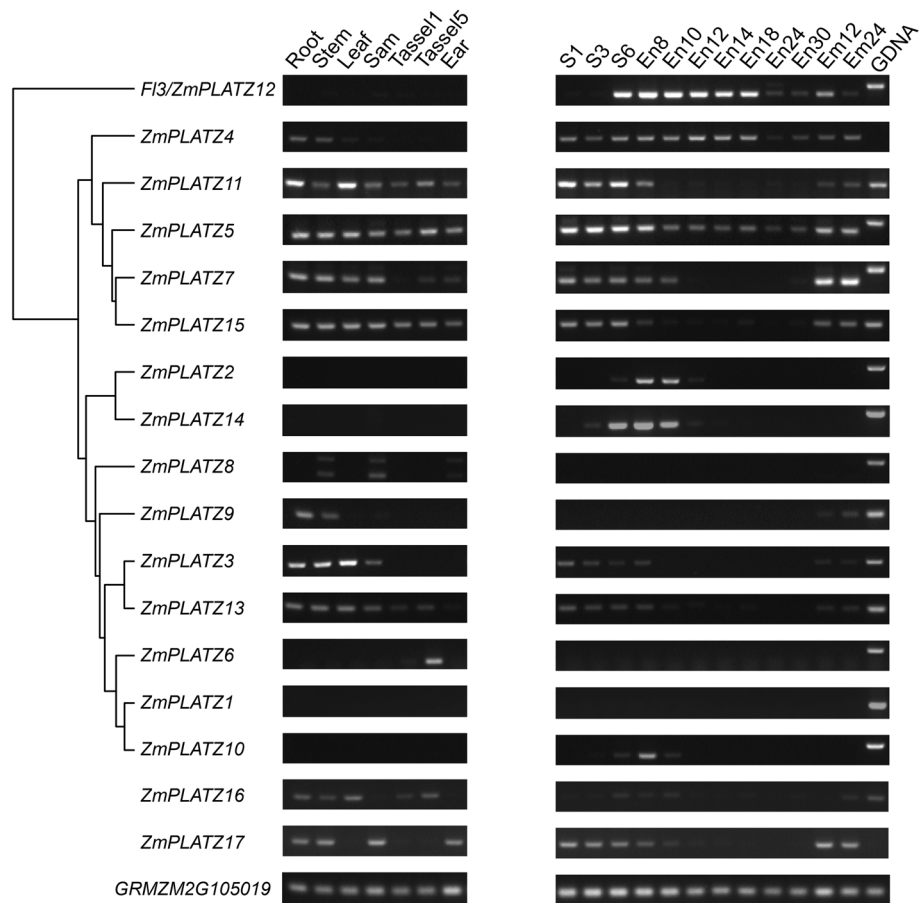 Root Stem Leaf Sam Tassel1 Tassel5 Ear
S1 S3 S6 En8 En10 En12 En14 En18 En24 En30 Em12 Em24 GDNA
Fl3/ZmPLATZ12
ZmPLATZ4
ZmPLATZ11
ZmPLATZ5
ZmPLATZ7
ZmPLATZ15
ZmPLATZ2
ZmPLATZ14
ZmPLATZ8
ZmPLATZ9
ZmPLATZ3
ZmPLATZ13
ZmPLATZ6
ZmPLATZ1
ZmPLATZ10
ZmPLATZ16
ZmPLATZ17
GRMZM2G105019